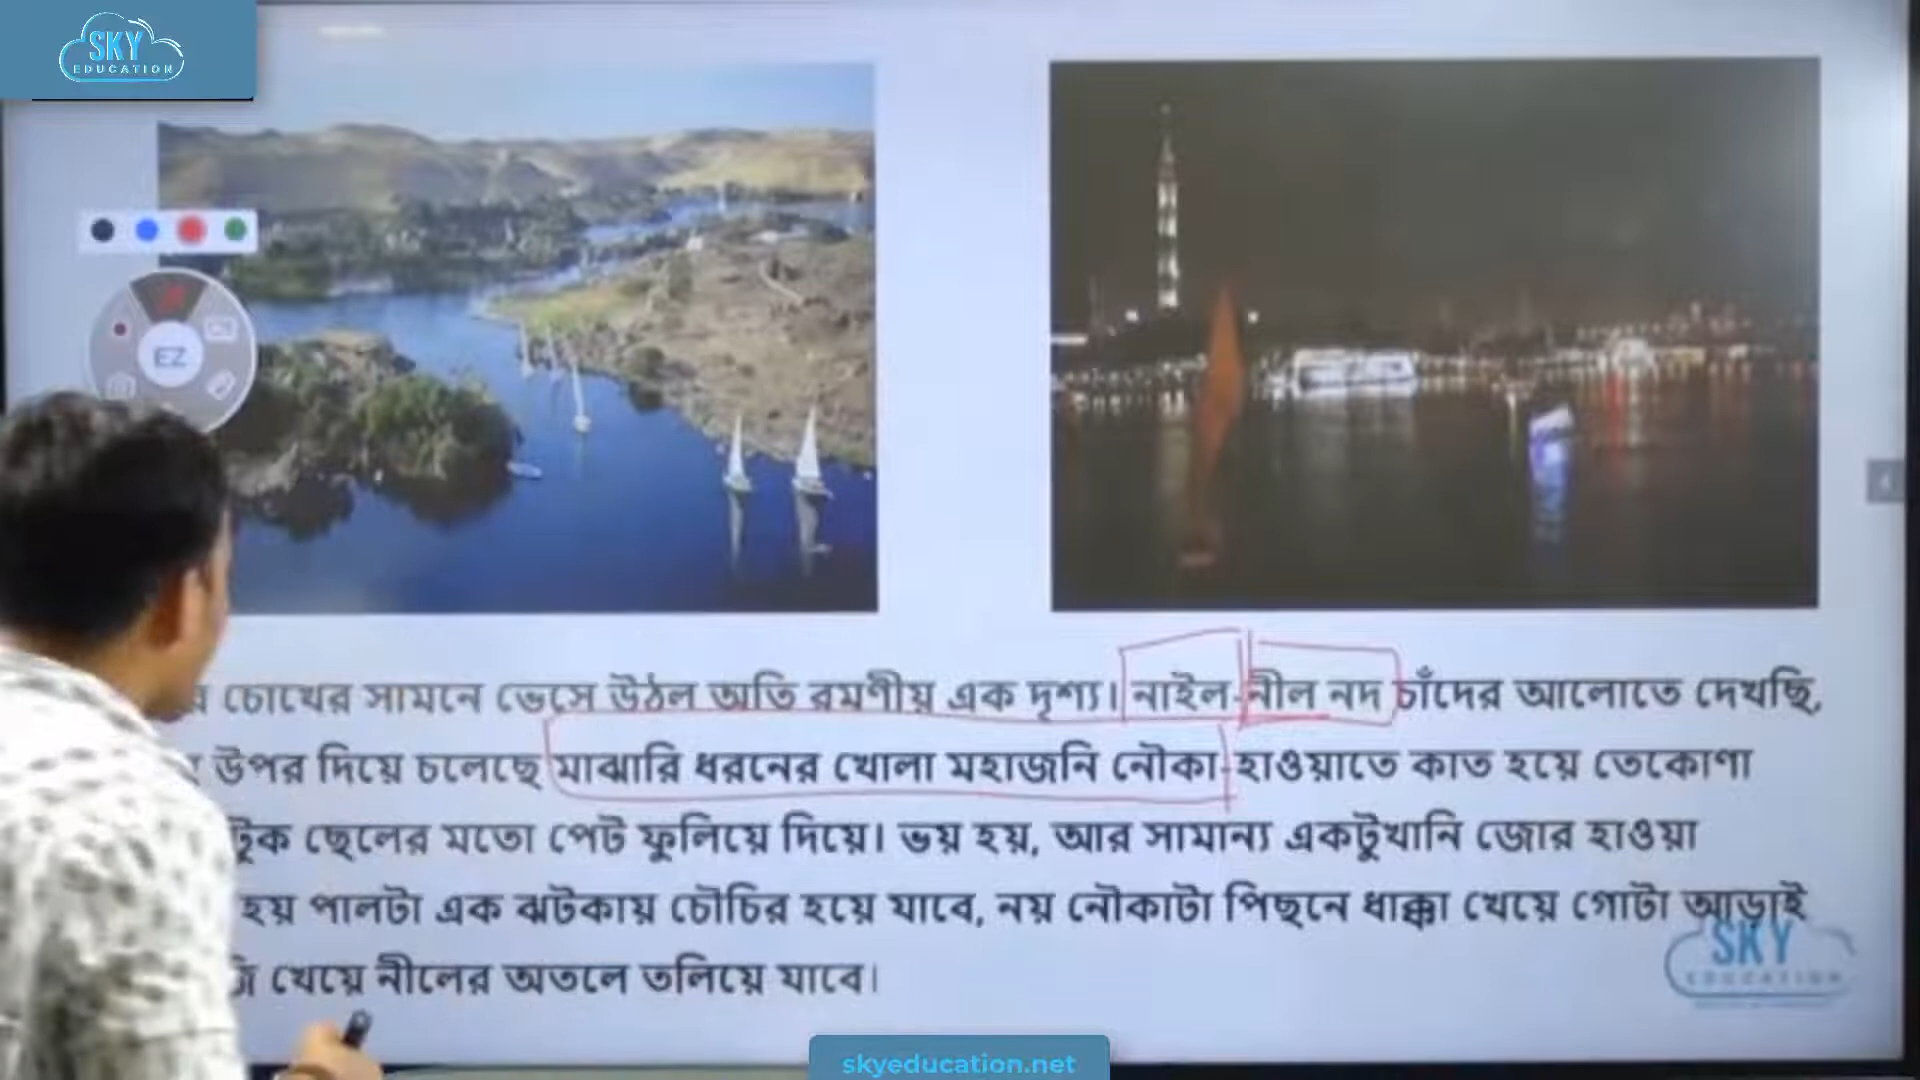 SKY
EDUCATION
EZ
চোখের সামনে ভেসে উঠল অতি রমণীয় এক দৃশ্য। নাইল-নীল নদ চাঁদের আলোতে দেখছি,
উপর দিয়ে চলেছে মাঝারি ধরনের খোলা মহাজনি নৌকা-হাওয়াতে কাত হয়ে তেকোণা
ছেলের মতো পেট ফুলিয়ে দিয়ে। ভয় হয়, আর সামান্য একটুখানি জোর হাওয়া
হয় পালটা এক ঝটকায় চৌচির হয়ে যাবে, নয় নৌকাটা পিছনে ধাক্কা খেয়ে গোটা আড়াই
খেয়ে নীলের অতলে তলিয়ে যাবে।
SKY
EDUCATION
skyeducation.net